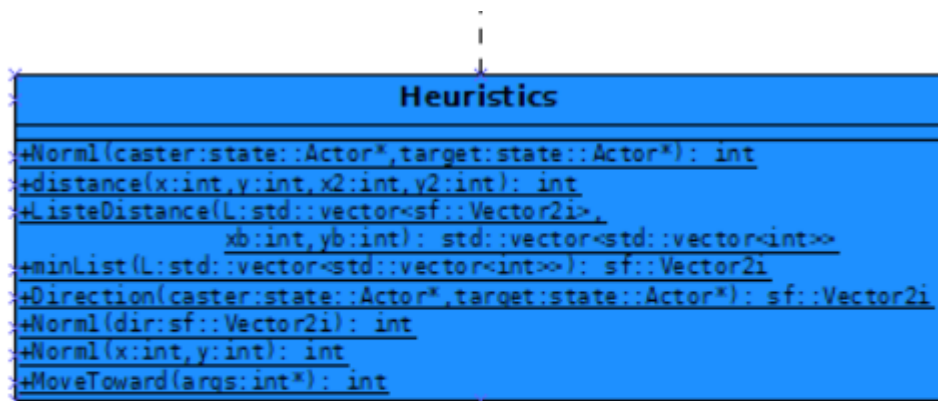 Heuristics
+Norm1(caster:state::Actor*,target:state::Actor*): int
+distance(x:int,y:int,x2:int,y2:int): int
+ListeDistance(L:std::vector<sf::Vector2i>,
xb:int,yb:int): std::vector<std::vector<int>>
+minList(L:std::vector<std::vector<int>>): sf::Vector2i
+Direction(caster:state::Actor*,target:state::Actor*): sf::Vector2i
+Norm1(dir:sf::Vector2i): int
+Norm1(x:int,y:int): int
+MoveToward(args:int*): int